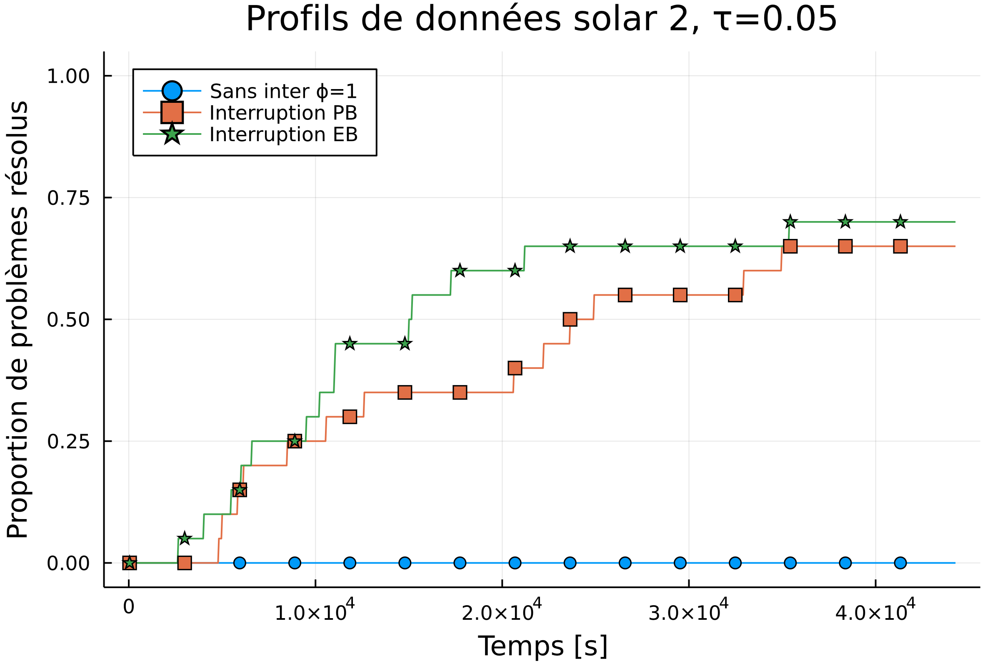 Profils de données solar 2, τ=0.05
Proportion de problèmes résolus
1.00
0.75
0.50
0.25
0.00
Sans inter ϕ=1
Interruption PB
Interruption EB
0
1.0×10⁴
2.0×10⁴
3.0×10⁴
4.0×10⁴
Temps [s]